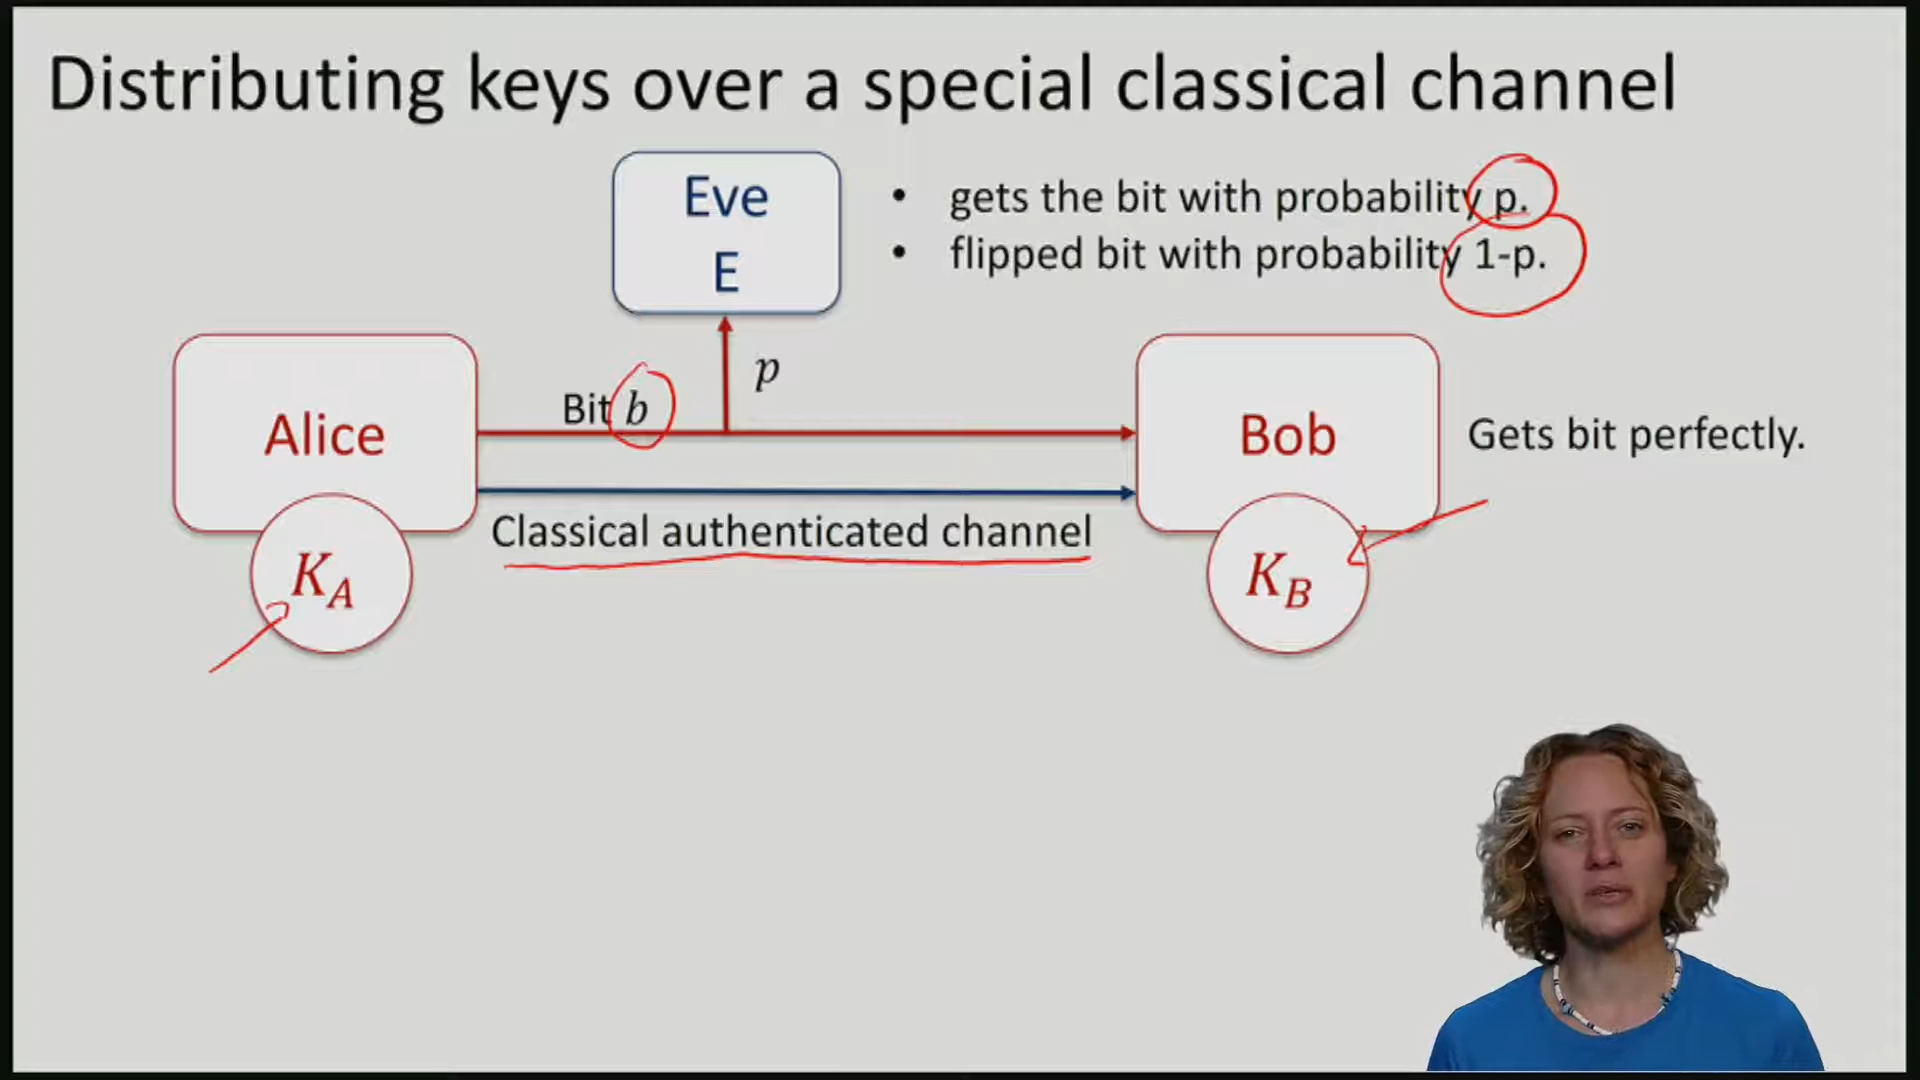 Distributing keys over a special classical channel
Eve
E
• gets the bit with probability p.
• flipped bit with probability 1-p.
p
Bit b
Alice
Bob
Gets bit perfectly.
Classical authenticated channel
K_A
K_B